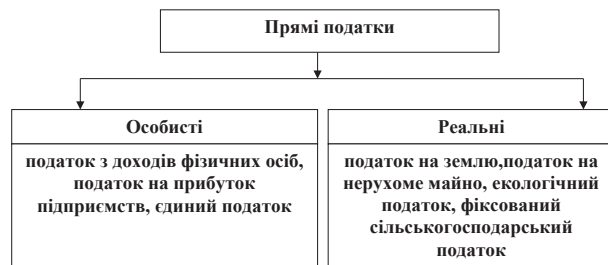 Прямі податки
Особисті
податок з доходів фізичних осіб,
податок на прибуток
підприємств, єдиний податок
Реальні
податок на землю,податок на
нерухоме майно, екологічний
податок, фіксований
сільськогосподарський
податок